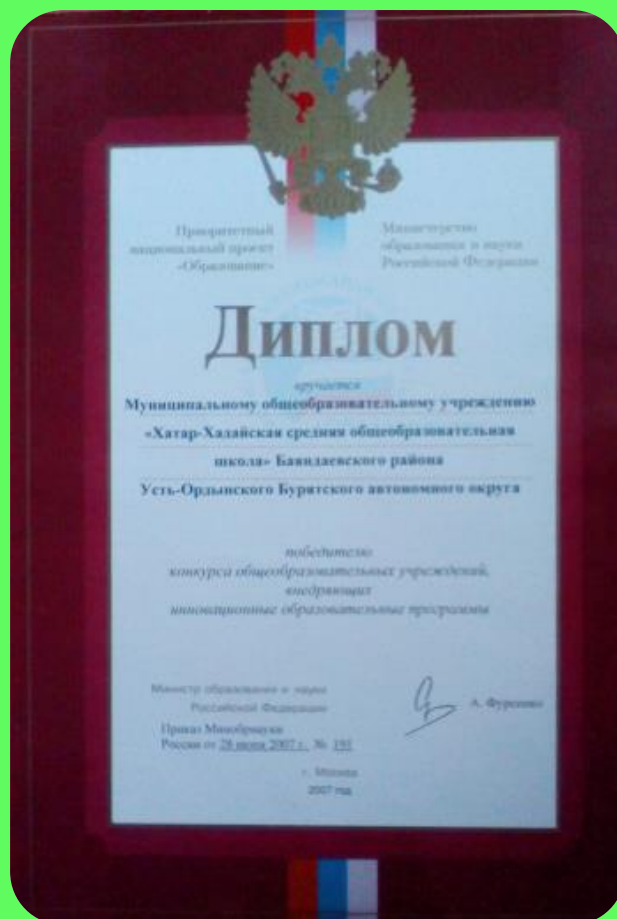 Приоритетный
национальный проект
«Образование»
Министерство
образования и науки
Российской Федерации
Диплом
вручается
Муниципальному общеобразовательному учреждению
«Хатар-Хадайская средняя общеобразовательная
школа» Баяндаевского района
Усть-Ордынского Бурятского автономного округа
победителю
конкурса общеобразовательных учреждений,
внедряющих
инновационные образовательные программы
Министр образования и науки
Российской Федерации
А. Фурсенко
Приказ Минобрнауки
России от 28 июня 2007 г. №
г. Москва
2007 год